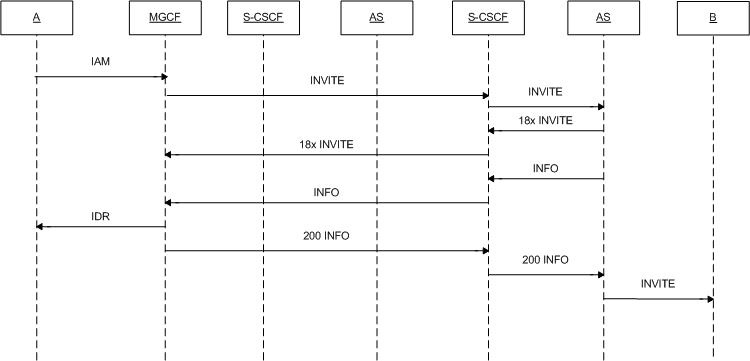 A
MGCF
S-CSCF
AS
S-CSCF
AS
B
IAM
INVITE
INVITE
18x INVITE
18x INVITE
INFO
INFO
IDR
200 INFO
200 INFO
INVITE